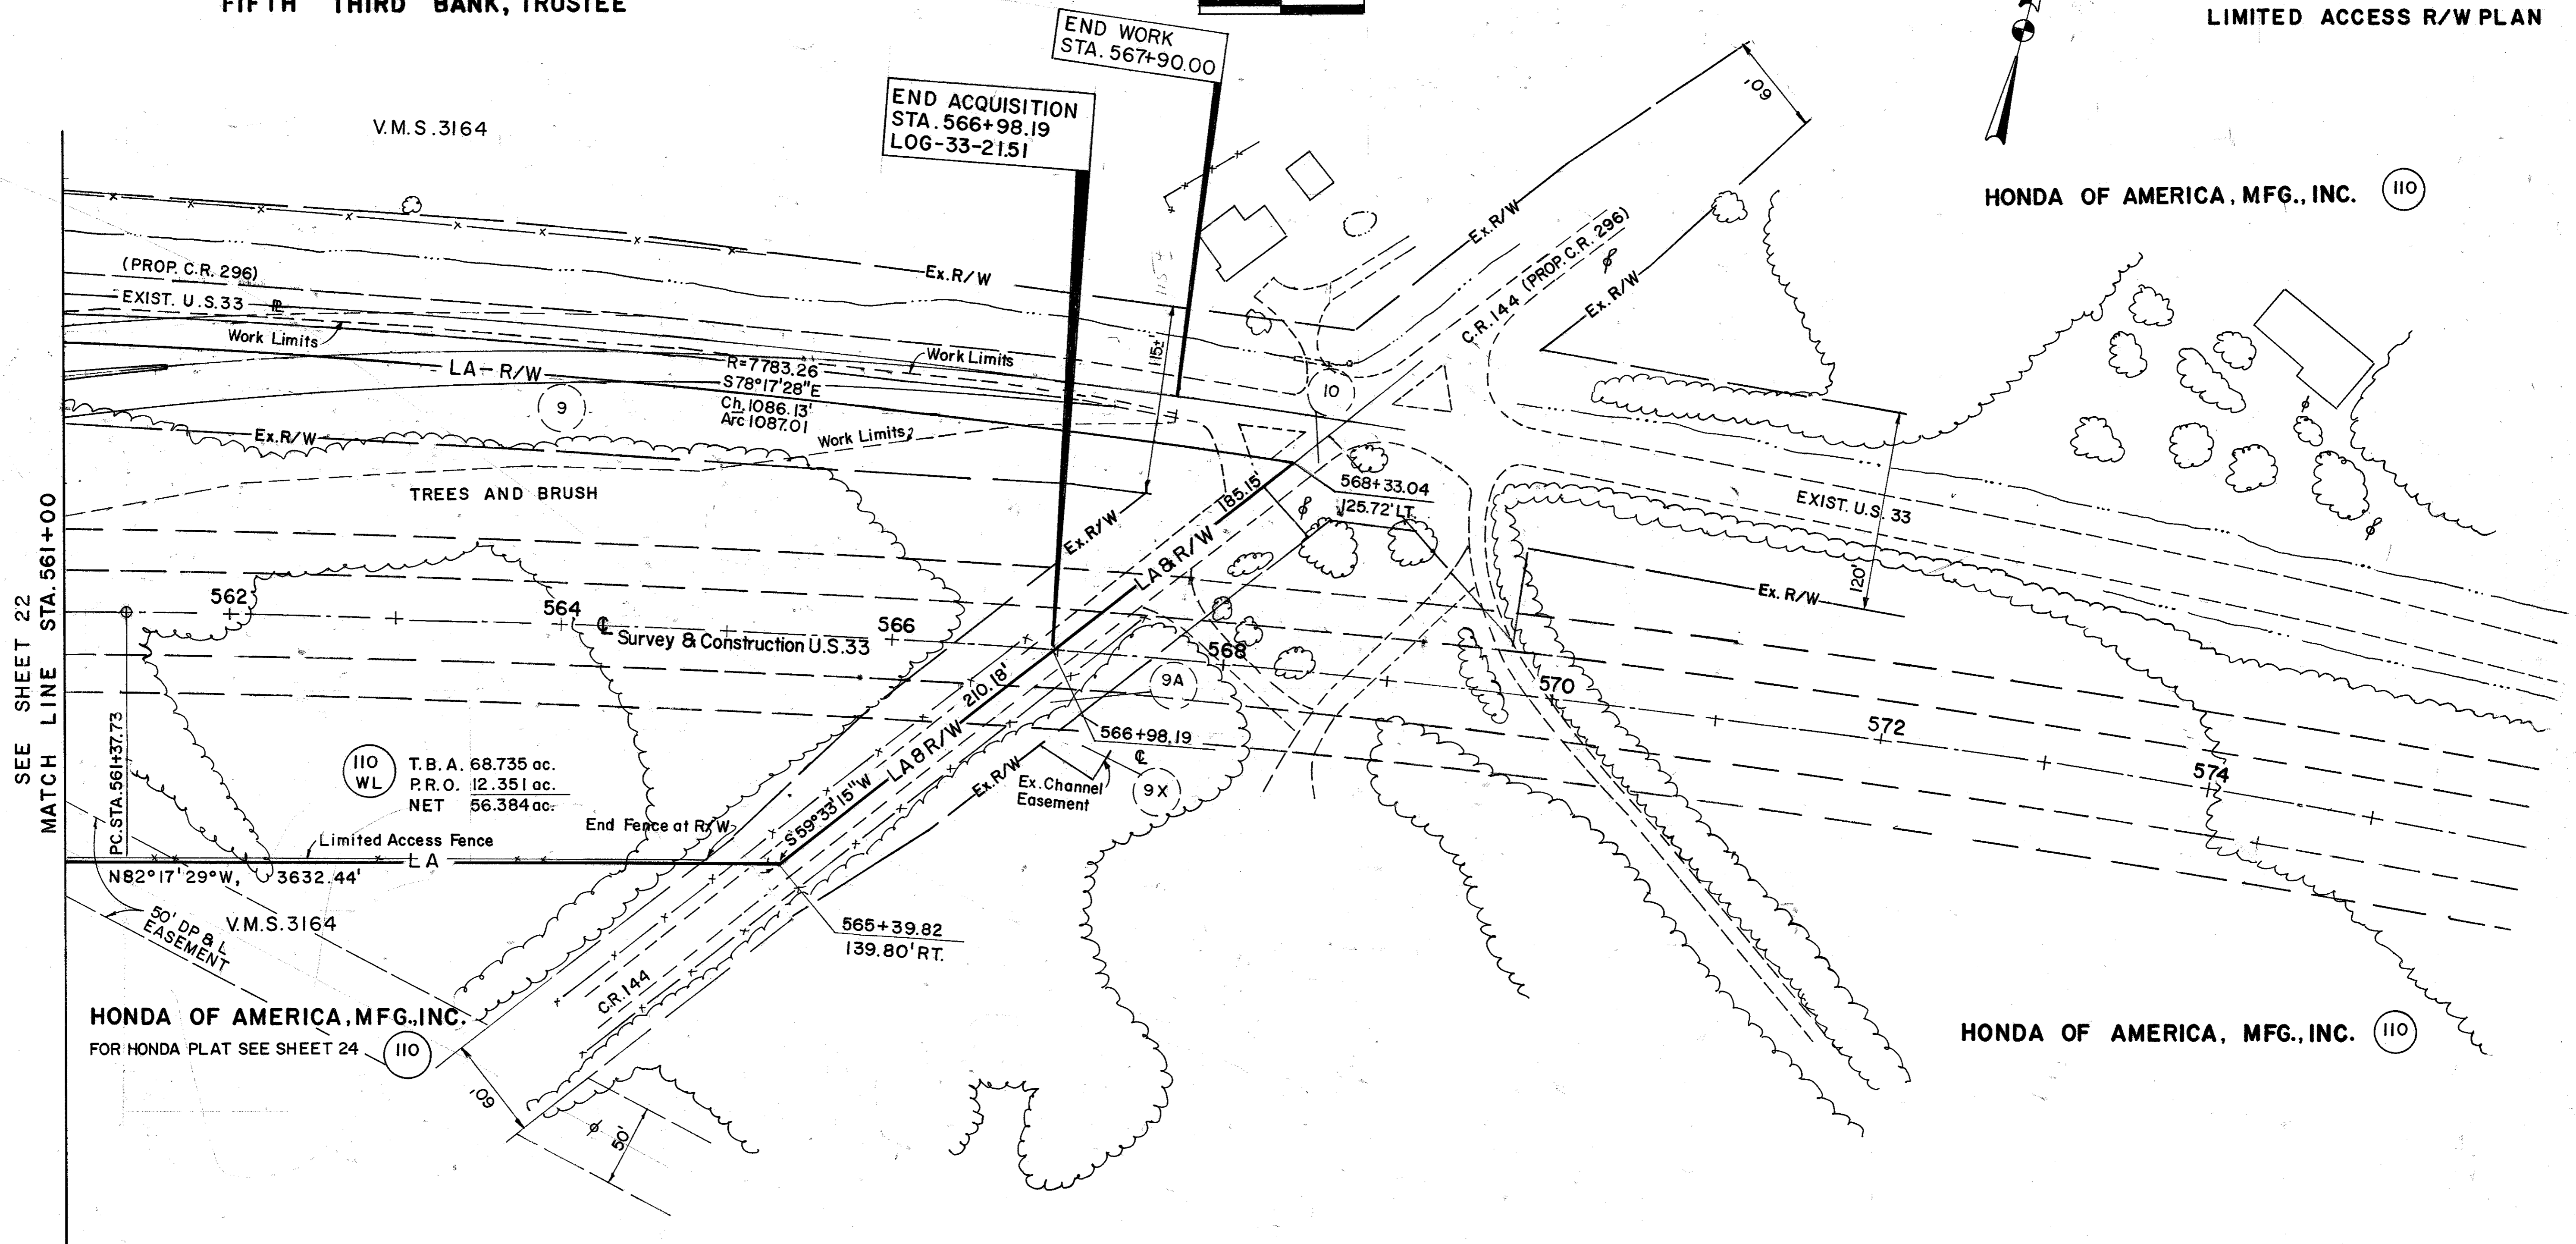 FIFTH THIRD BANK, TRUSTEE
LIMITED ACCESS R/W PLAN
END WORK
STA. 567+90.00
END ACQUISITION
STA. 566+98.19
LOG-33-21.51
V.M.S. 3164
60'
HONDA OF AMERICA, MFG., INC. 110
Ex. R/W
C.R. 144 (PROP. C.R. 296)
Ex. R/W
(PROP. C.R. 296)
EXIST. U.S. 33
Ex. R/W
115±
115±
Work Limits
LA-R/W
R=7783.26
S78°17'28"E
Ch. 1086.13'
Arc 1087.01
Work Limits
Work Limits
9
10
Ex. R/W
TREES AND BRUSH
Ex. R/W
185.15'
LA & R/W
568+33.04
125.72' LT.
EXIST. U.S. 33
120'
Ex. R/W
SEE SHEET 22
MATCH LINE STA. 561+00
562
564
566
568
570
572
574
℄ Survey & Construction U.S. 33
210.18'
LA & R/W
S59°33'15"W
9A
566+98.19
℄
Ex. R/W
Ex. Channel
Easement
9X
PC. STA. 561+37.73
110
WL
T.B.A. 68.735 ac.
P.R.O. 12.351 ac.
NET 56.384 ac.
End Fence at R/W
Limited Access Fence
LA
N82°17'29"W, 3632.44'
50' DP & L
EASEMENT
V.M.S. 3164
565+39.82
139.80' RT.
C.R. 144
HONDA OF AMERICA, MFG., INC.
FOR HONDA PLAT SEE SHEET 24
110
60'
50'
HONDA OF AMERICA, MFG., INC. 110